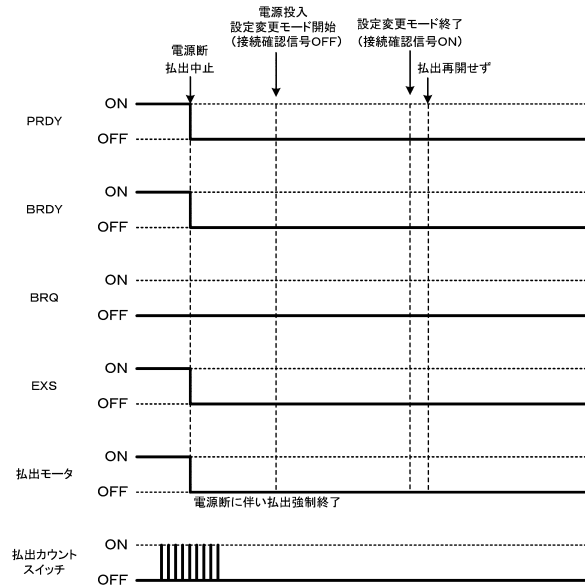 電源投入
設定変更モード開始
（接続確認信号OFF）
設定変更モード終了
（接続確認信号ON）
電源断
払出中止
払出再開せず
PRDY
ON
OFF
BRDY
ON
OFF
BRQ
ON
OFF
EXS
ON
OFF
払出モータ
ON
OFF
電源断に伴い払出強制終了
払出カウント
スイッチ
ON
OFF